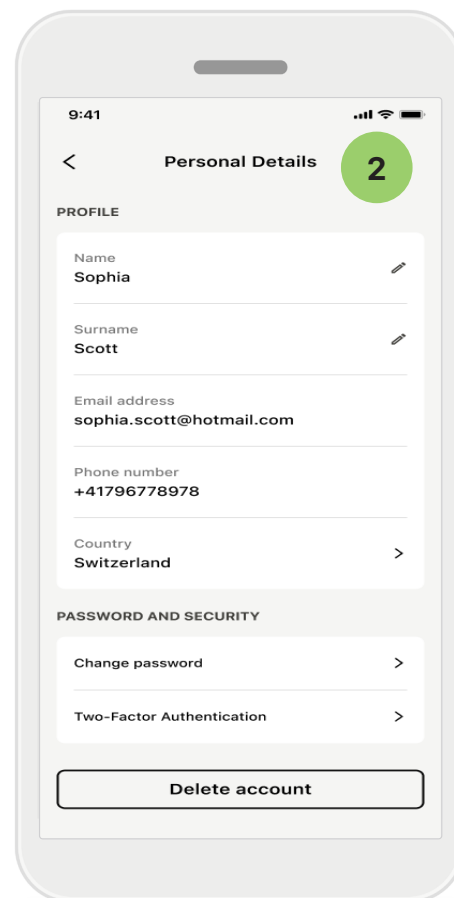 9:41
Personal Details
2
PROFILE
Name
Sophia
Surname
Scott
Email address
sophia.scott@hotmail.com
Phone number
+41796778978
Country
Switzerland
PASSWORD AND SECURITY
Change password
Two-Factor Authentication
Delete account